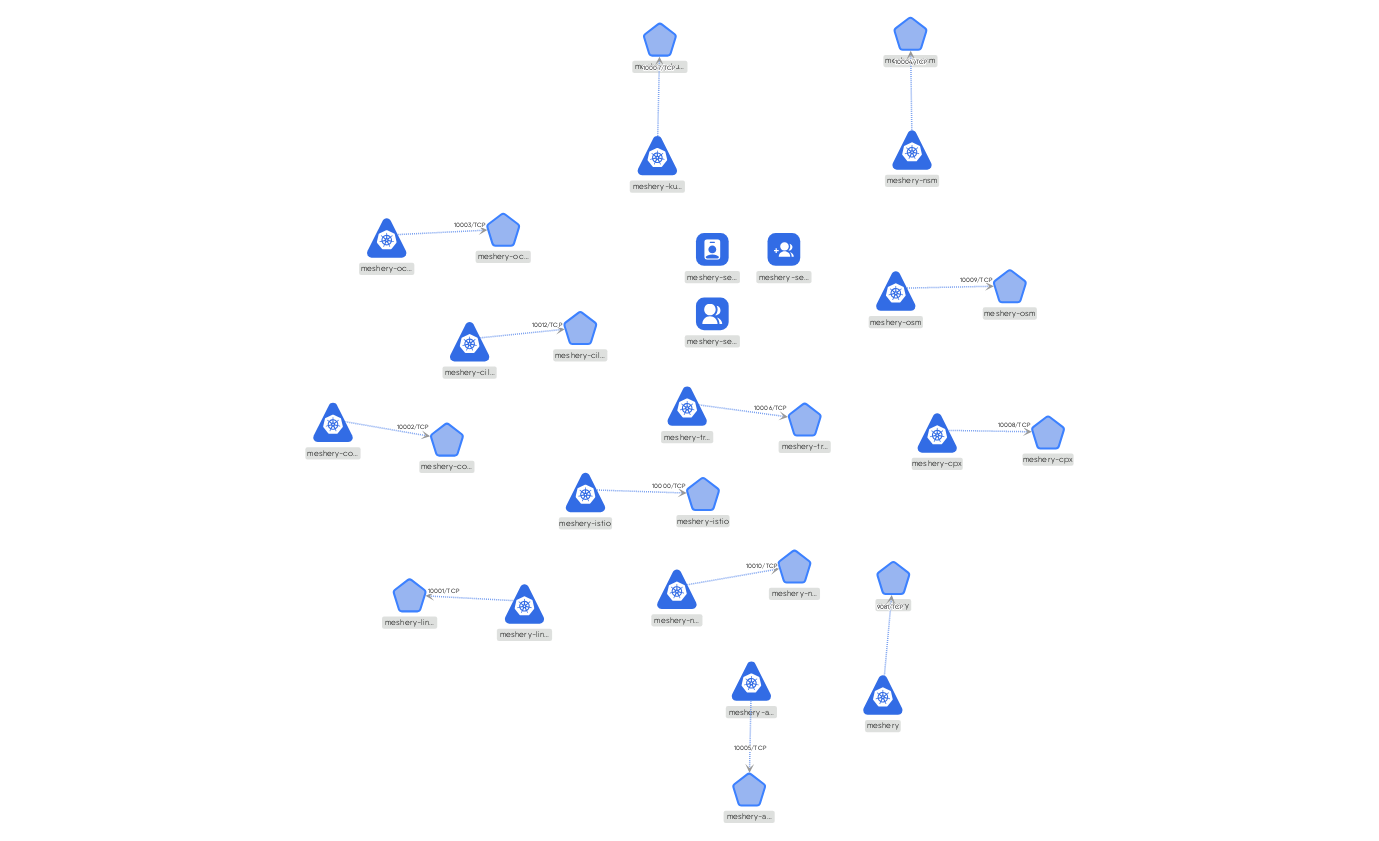 10004/TCP
10007/TCP
meshery-nsm
meshery-ku...
10003/TCP
meshery-oc...
meshery-oc...
meshery-se...
meshery-se...
10009/TCP
meshery-osm
meshery-osm
10012/TCP
meshery-se...
meshery-cil...
meshery-cil...
10006/TCP
10002/TCP
10008/TCP
meshery-tr...
meshery-tr...
meshery-co...
meshery-co...
meshery-cpx
meshery-cpx
10000/TCP
meshery-istio
meshery-istio
10010/TCP
10001/TCP
meshery-n...
meshery-n...
9081/TCP
meshery-lin...
meshery-lin...
meshery-a...
meshery
10005/TCP
meshery-a...